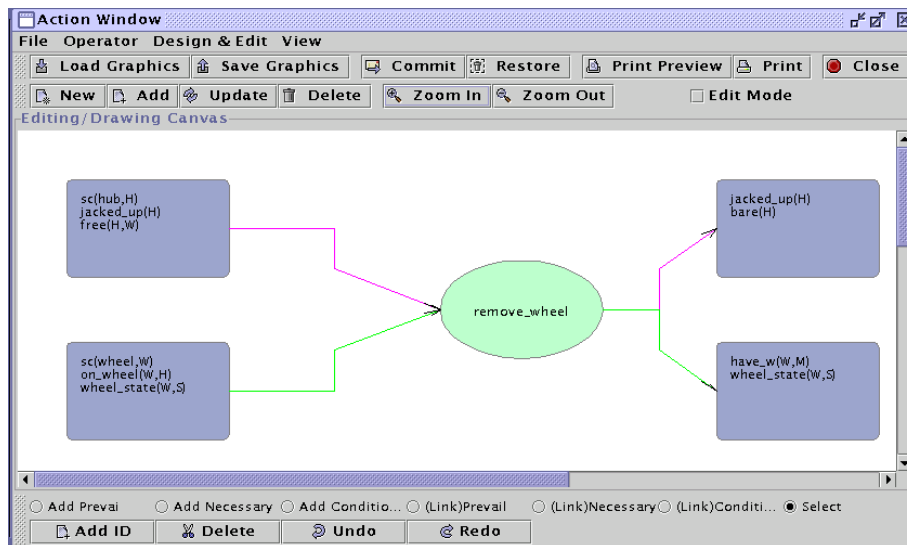 Action Window
File Operator Design & Edit View
Load Graphics Save Graphics Commit Restore Print Preview Print Close
New Add Update Delete Zoom In Zoom Out Edit Mode
Editing/Drawing Canvas
sc(hub,H)
jacked_up(H)
free(H,W)
jacked_up(H)
bare(H)
remove_wheel
sc(wheel,W)
on_wheel(W,H)
wheel_state(W,S)
have_w(W,M)
wheel_state(W,S)
Add Prevai Add Necessary Add Conditio... (Link)Prevail (Link)Necessary (Link)Conditi... Select
Add ID Delete Undo Redo